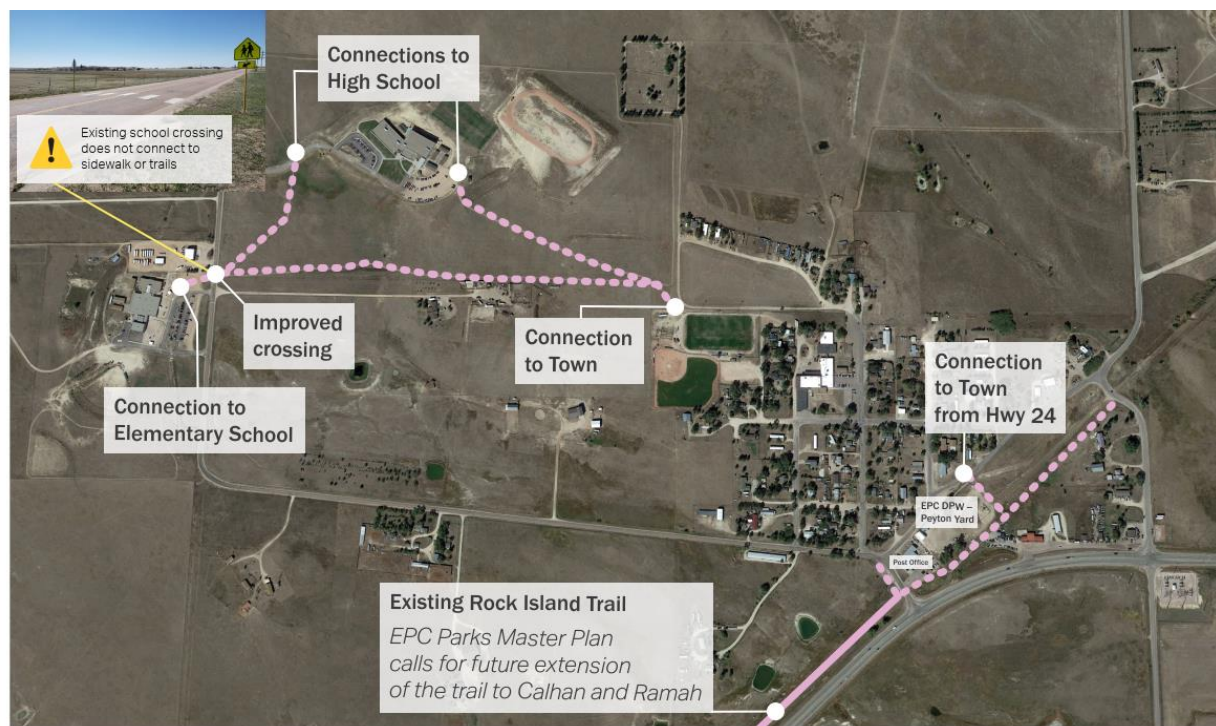 Connections to
High School
Existing school crossing
does not connect to
sidewalk or trails
Improved
crossing
Connection
to Town
Connection
to Town
from Hwy 24
Connection to
Elementary School
EPC DPW –
Peyton Yard
Post Office
Existing Rock Island Trail
EPC Parks Master Plan
calls for future extension
of the trail to Calhan and Ramah